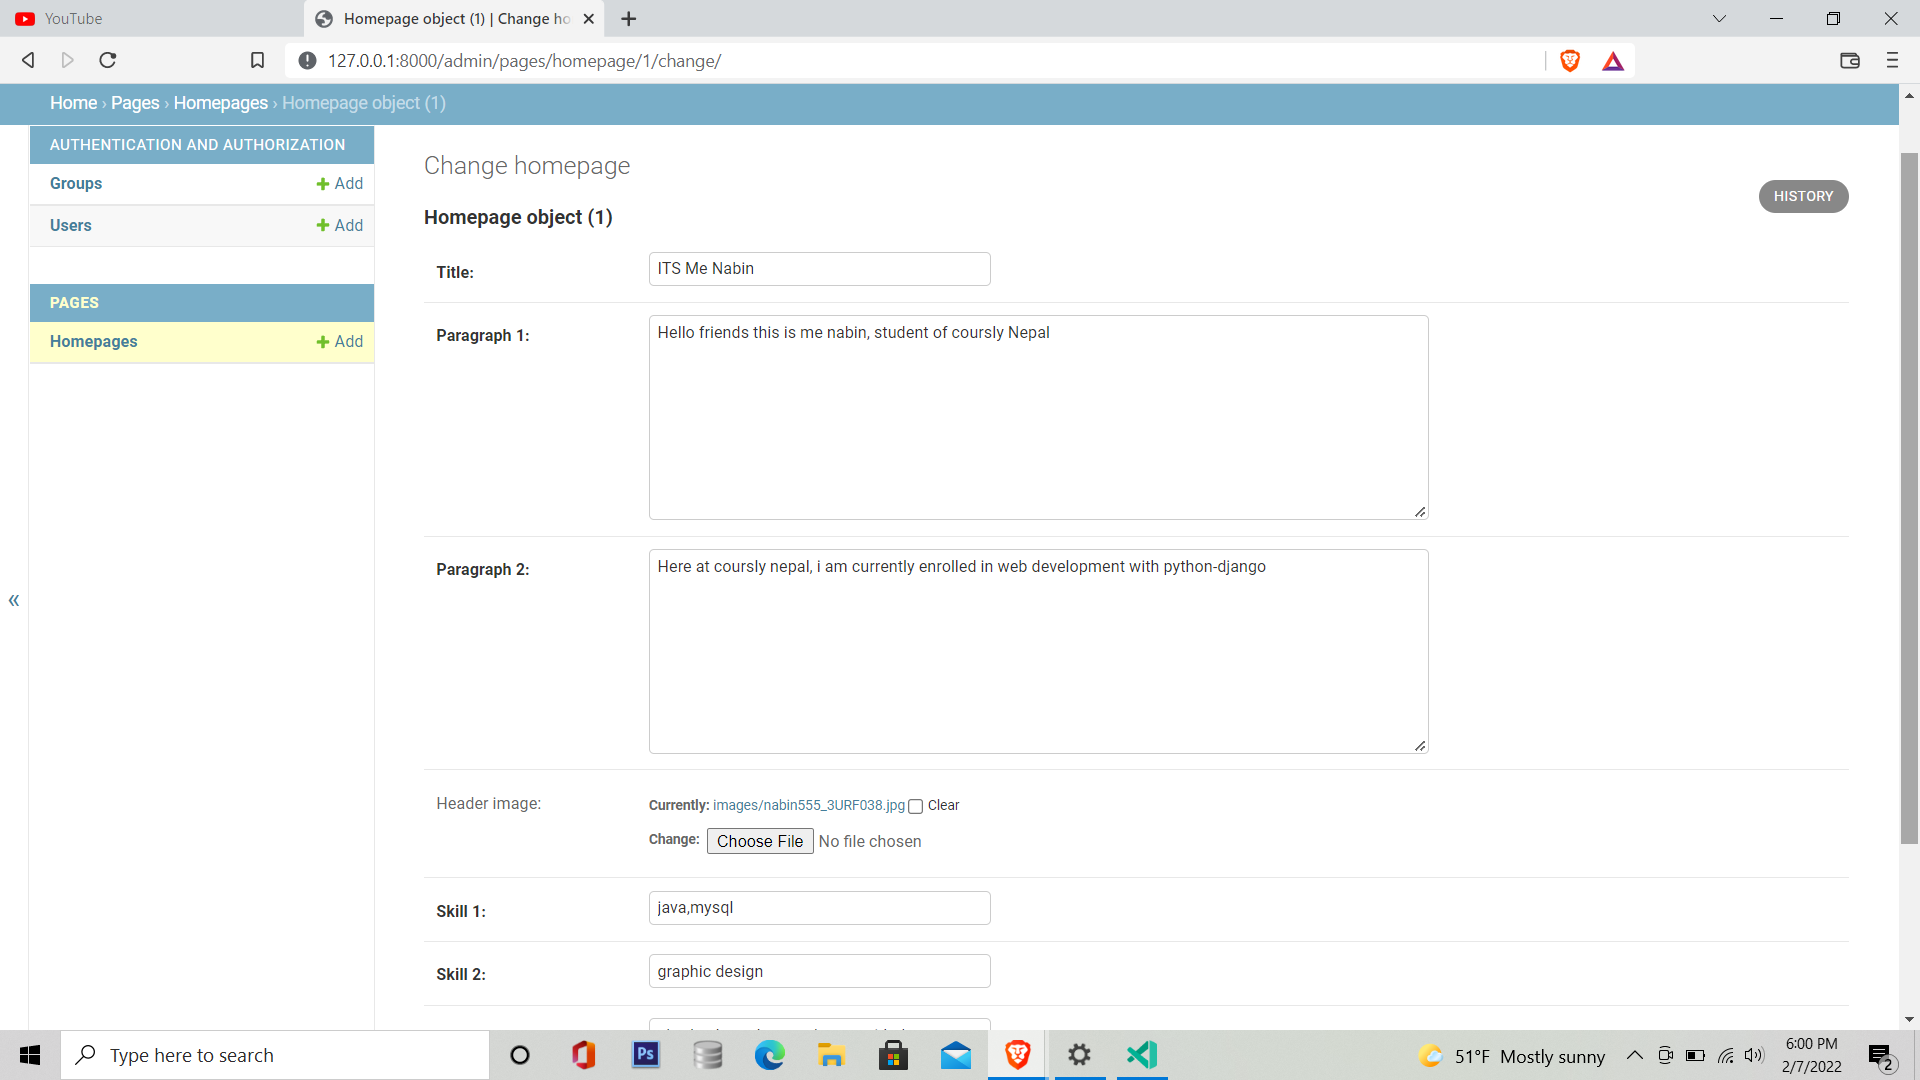 YouTube
Homepage object (1) | Change ho
127.0.0.1:8000/admin/pages/homepage/1/change/
Home › Pages › Homepages › Homepage object (1)
AUTHENTICATION AND AUTHORIZATION
Groups + Add
Users + Add
PAGES
Homepages + Add
«
Change homepage
HISTORY
Homepage object (1)
Title: ITS Me Nabin
Paragraph 1: Hello friends this is me nabin, student of coursly Nepal
Paragraph 2: Here at coursly nepal, i am currently enrolled in web development with python-django
Header image: Currently: images/nabin555_3URF038.jpg Clear
Change: Choose File No file chosen
Skill 1: java,mysql
Skill 2: graphic design
Type here to search
Ps
51°F Mostly sunny
6:00 PM
2/7/2022
2